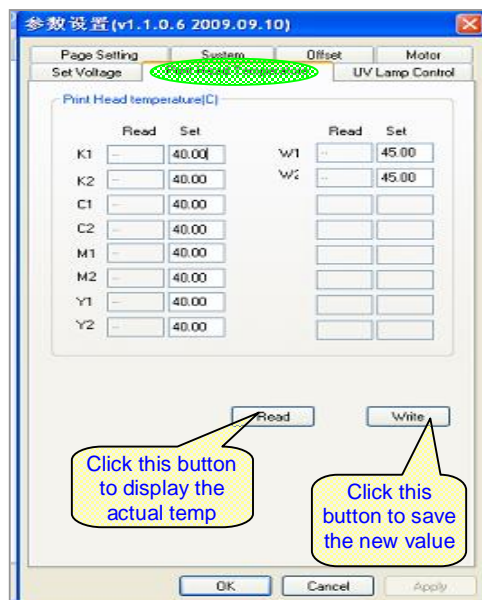 参数设置(v1.1.0.6 2009.09.10)
Page Setting System Offset Motor
Set Voltage Print Head Temperature UV Lamp Control
Print Head temperature(C)
Read Set Read Set
K1 -- 40.00 W1 -- 45.00
K2 -- 40.00 W2 -- 45.00
C1 -- 40.00
C2 -- 40.00
M1 -- 40.00
M2 -- 40.00
Y1 -- 40.00
Y2 -- 40.00
Read Write
Click this button
to display the
actual temp
Click this
button to save
the new value
OK Cancel Apply